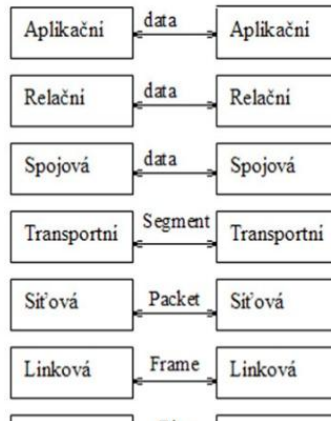 Aplikační data Aplikační
Relační data Relační
Spojová data Spojová
Transportní Segment Transportní
Síťová Packet Síťová
Linková Frame Linková